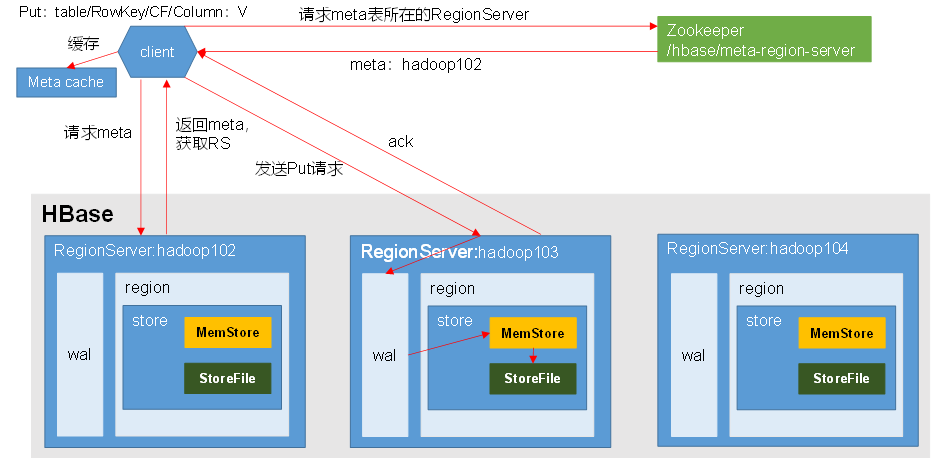 Put：table/RowKey/CF/Column：V
请求meta表所在的RegionServer
Zookeeper
/hbase/meta-region-server
缓存
client
meta：hadoop102
Meta cache
请求meta
返回meta，
获取RS
ack
发送Put请求
HBase
RegionServer:hadoop102
region
store
MemStore
wal
StoreFile
RegionServer:hadoop103
region
store
MemStore
wal
StoreFile
RegionServer:hadoop104
region
store
MemStore
wal
StoreFile